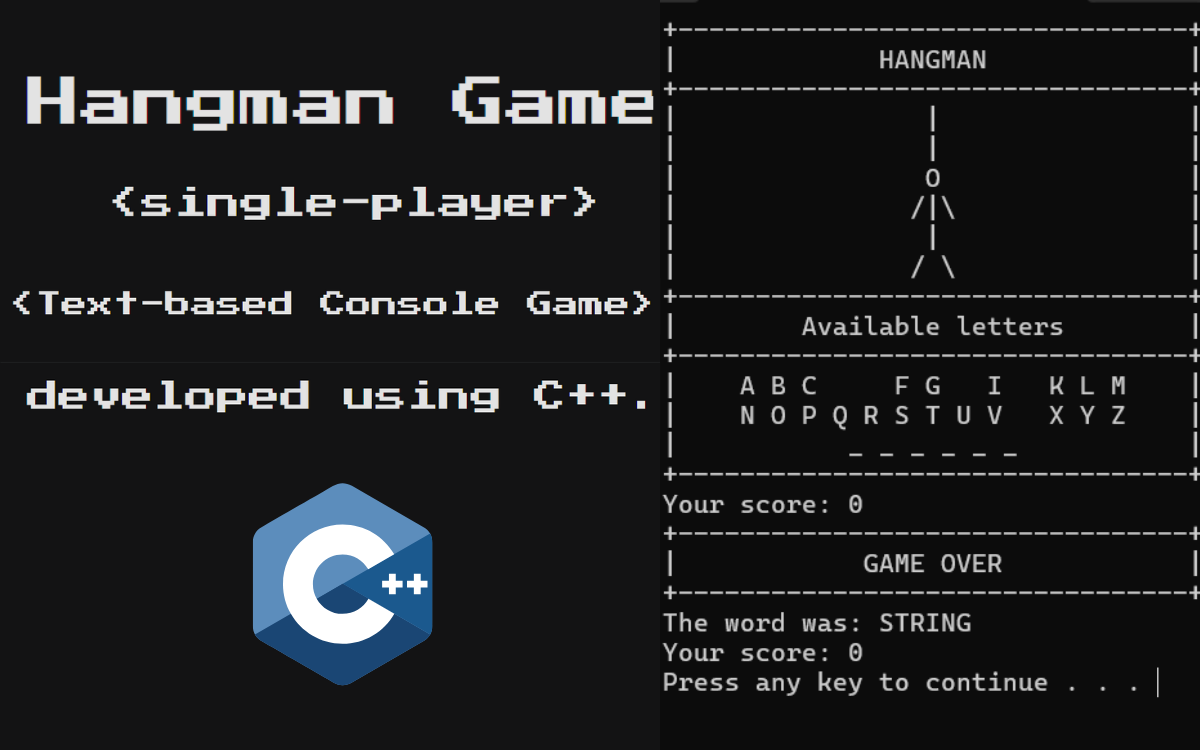 Hangman Game
<single-player>
<Text-based Console Game>
developed using C++.
C++
HANGMAN
|
|
O
/|\
|
/ \
Available letters
A B C F G I K L M
N O P Q R S T U V X Y Z
_ _ _ _ _ _
Your score: 0
GAME OVER
The word was: STRING
Your score: 0
Press any key to continue . . .